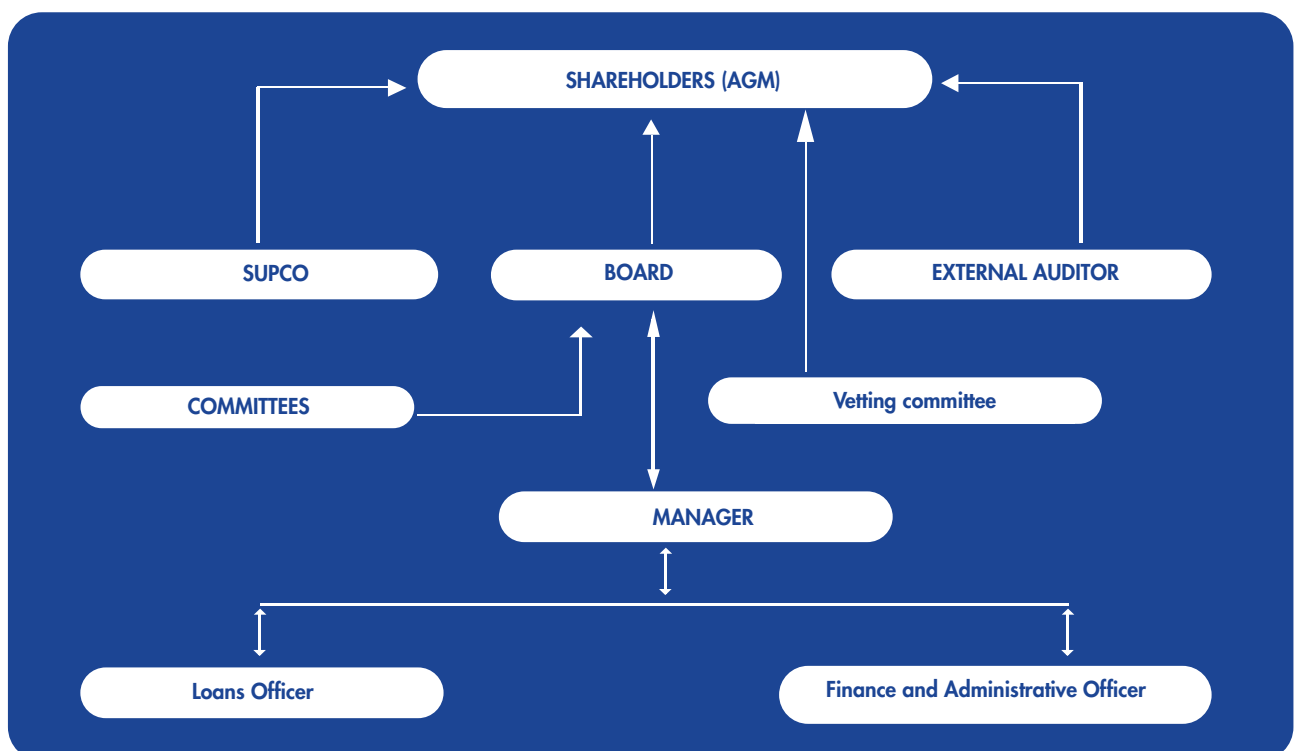 SHAREHOLDERS (AGM)
SUPCO
BOARD
EXTERNAL AUDITOR
COMMITTEES
Vetting committee
MANAGER
Loans Officer
Finance and Administrative Officer